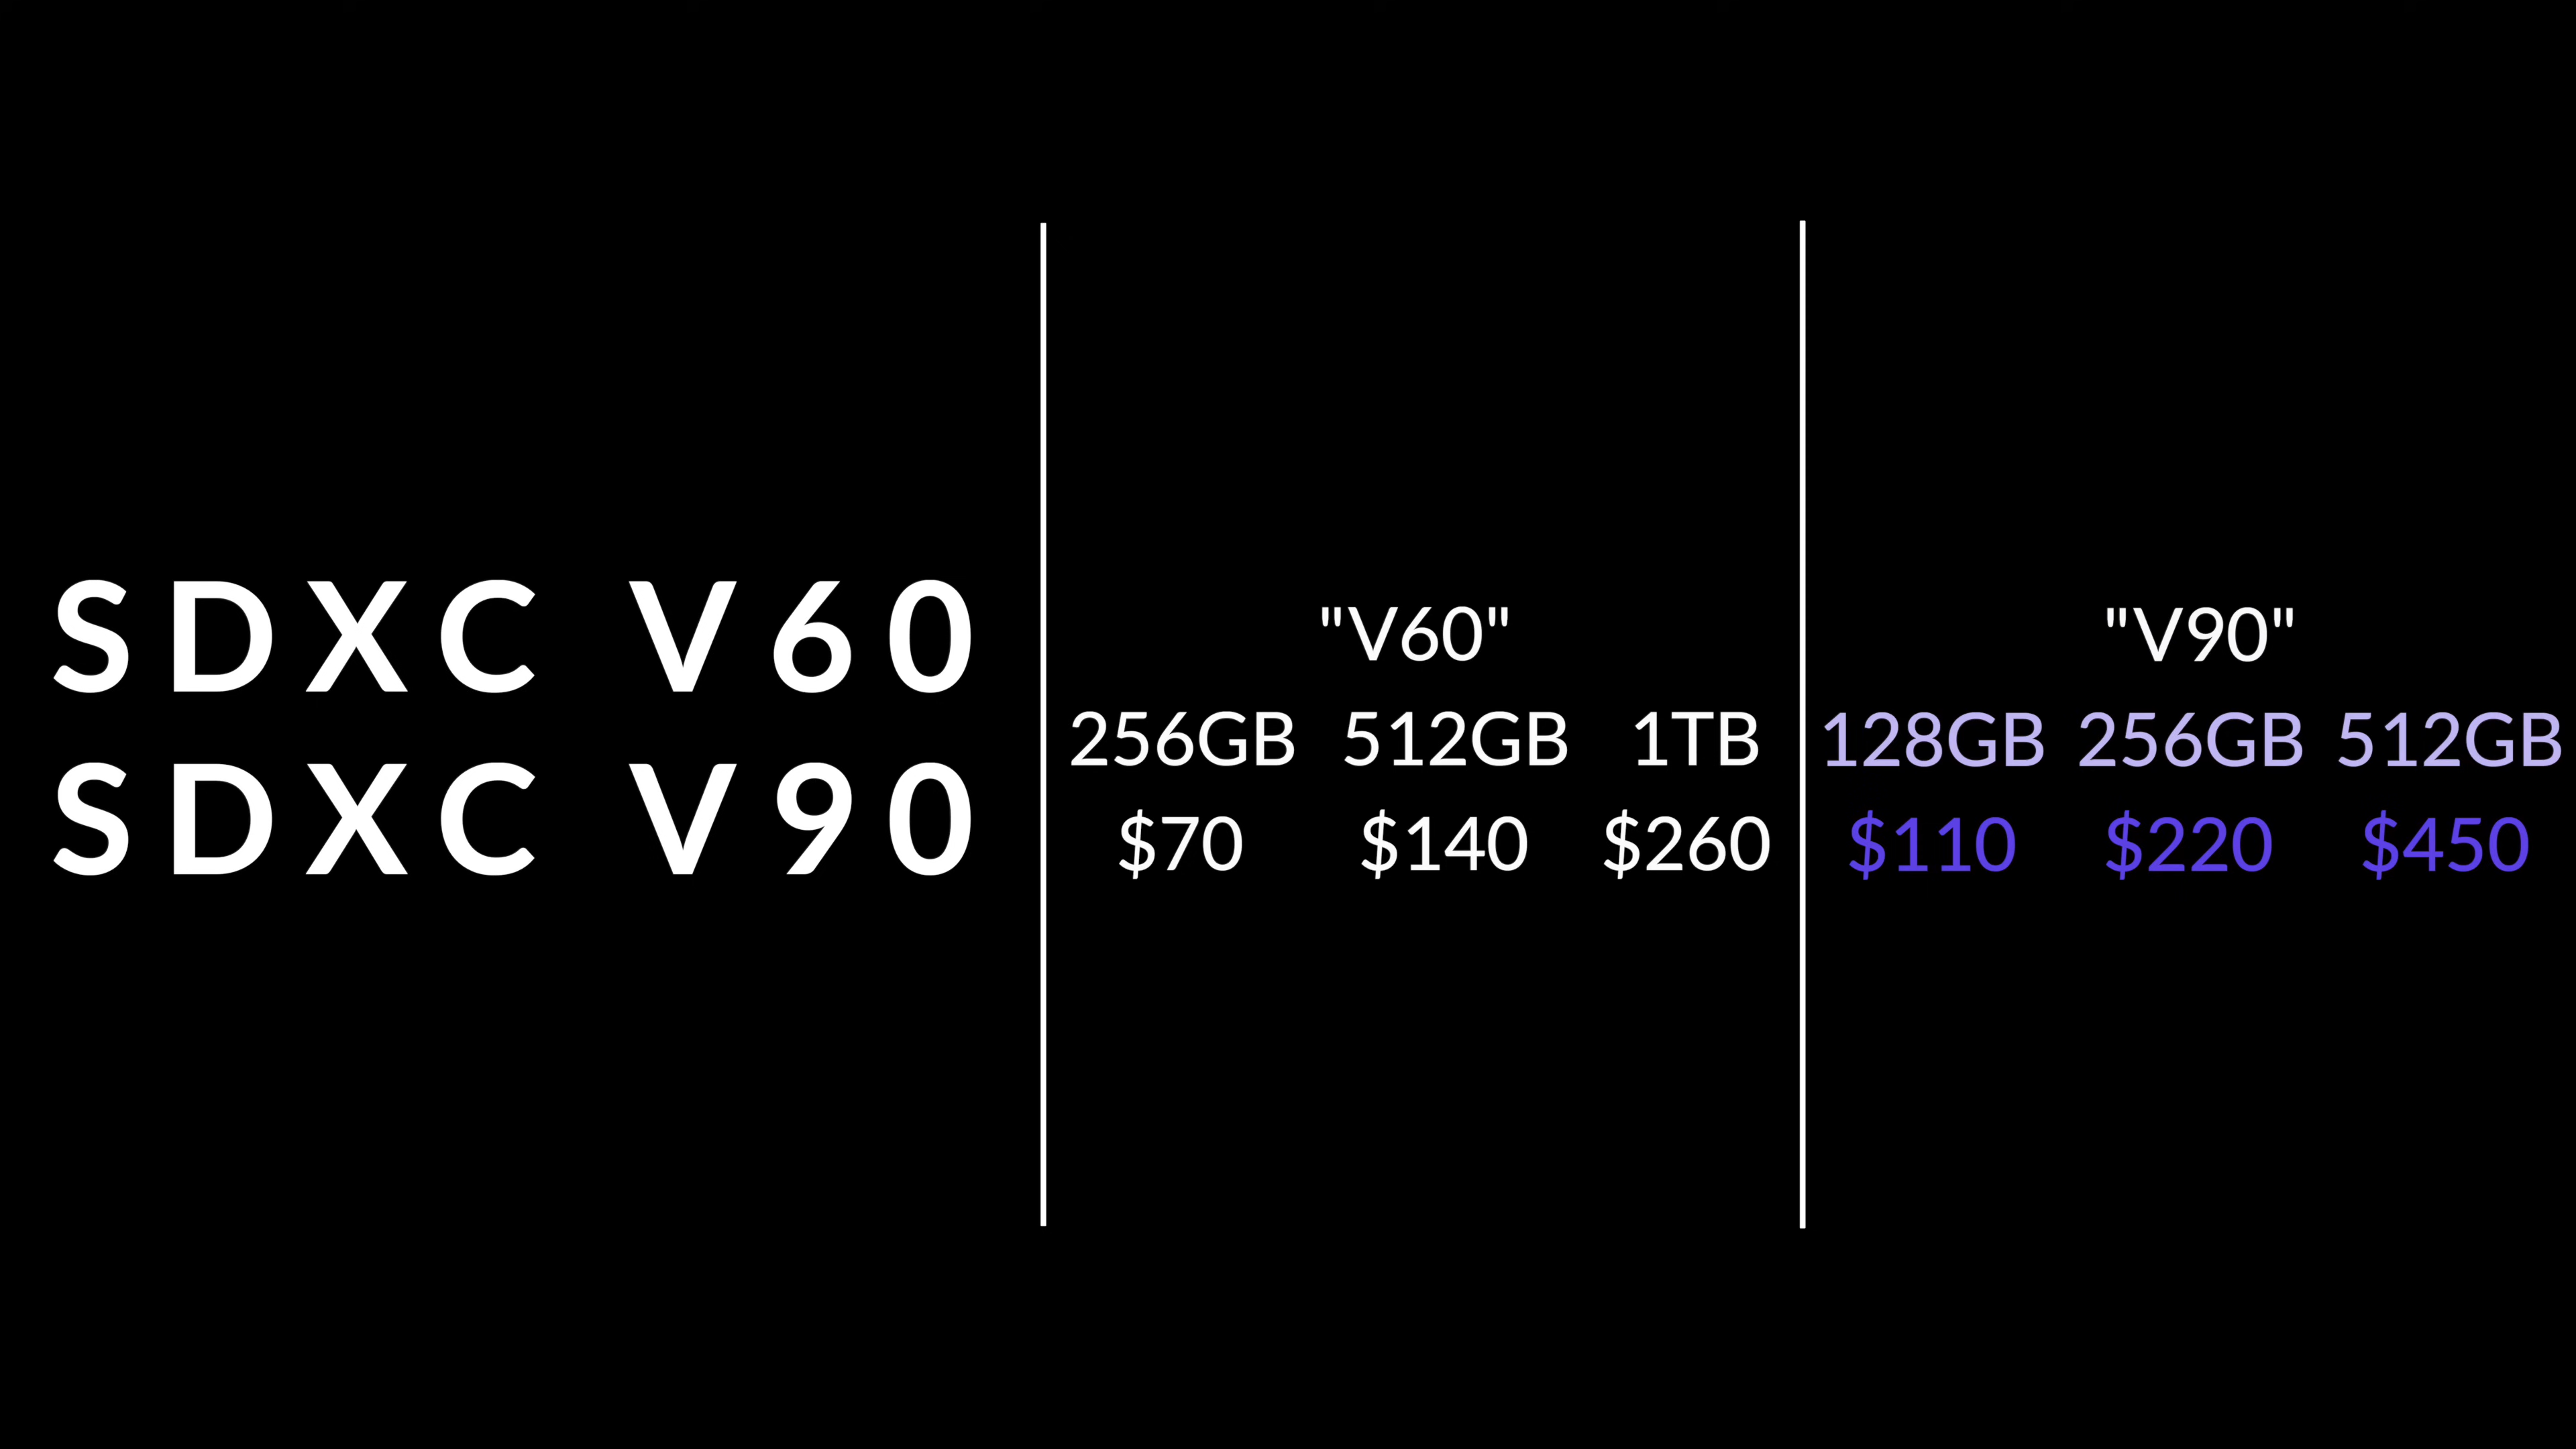 SDXC V60
SDXC V90
"V60"
256GB 512GB 1TB
$70 $140 $260
"V90"
128GB 256GB 512GB
$110 $220 $450